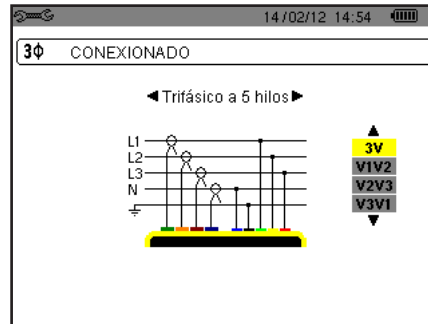 14/02/12 14:54
3Φ CONEXIONADO
◀Trifásico a 5 hilos▶
L1
L2
L3
N
3V
V1V2
V2V3
V3V1